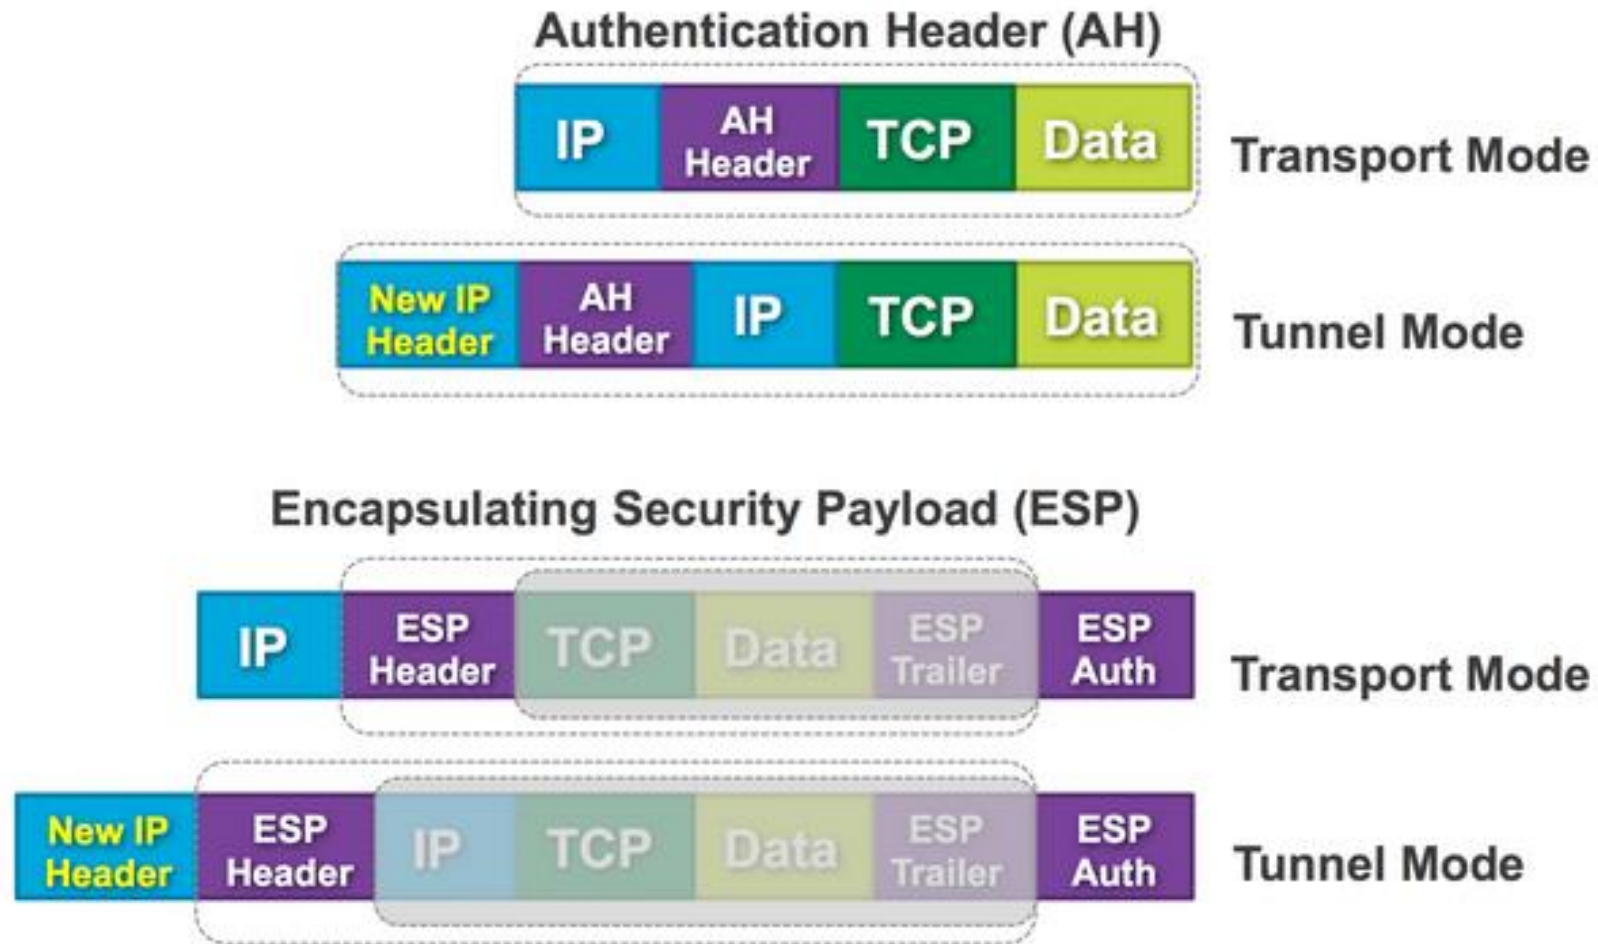 Authentication Header (AH)
IP
AH
Header
TCP
Data
Transport Mode
New IP
Header
AH
Header
IP
TCP
Data
Tunnel Mode
Encapsulating Security Payload (ESP)
IP
ESP
Header
TCP
Data
ESP
Trailer
ESP
Auth
Transport Mode
New IP
Header
ESP
Header
IP
TCP
Data
ESP
Trailer
ESP
Auth
Tunnel Mode